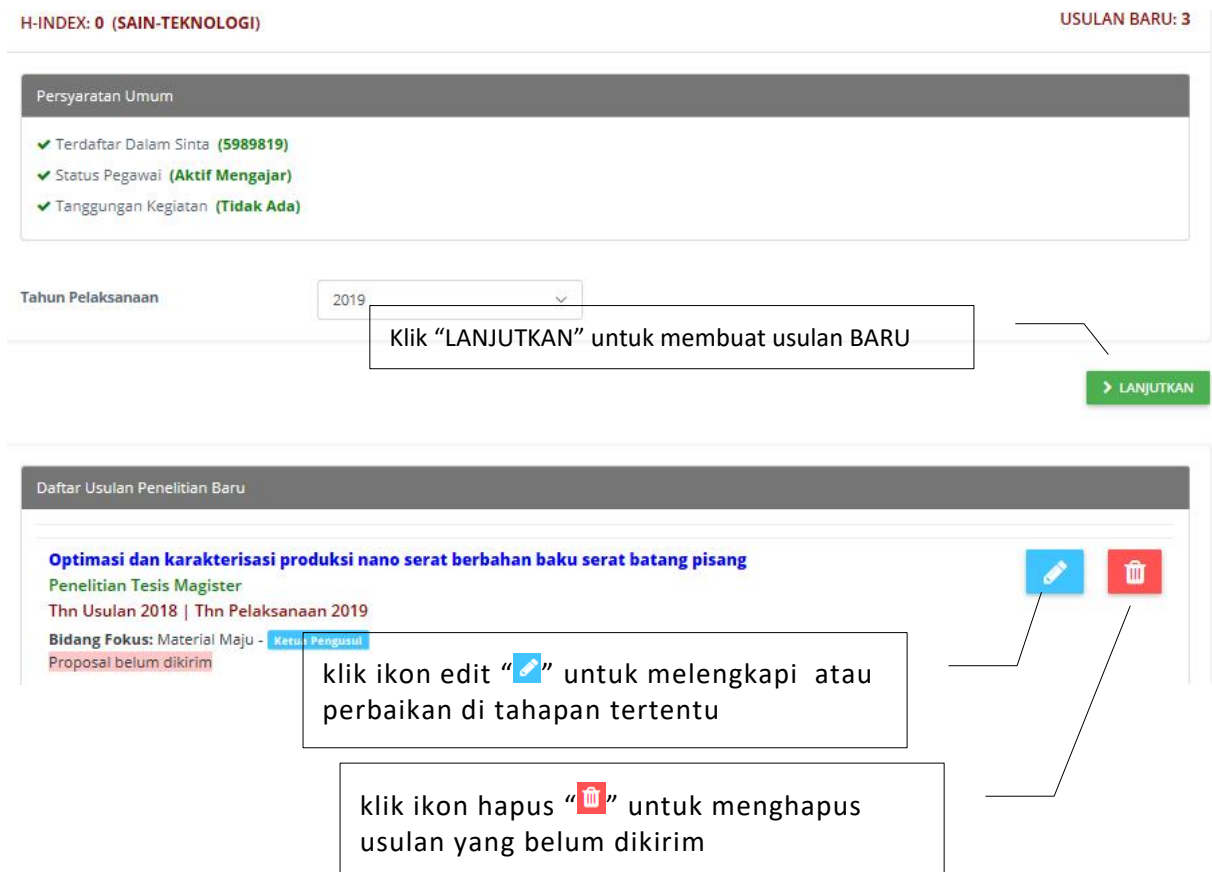 H-INDEX: 0 (SAIN-TEKNOLOGI)
USULAN BARU: 3
Persyaratan Umum
Terdaftar Dalam Sinta (5989819)
Status Pegawai (Aktif Mengajar)
Tanggungan Kegiatan (Tidak Ada)
Tahun Pelaksanaan
2019
Klik “LANJUTKAN” untuk membuat usulan BARU
LANJUTKAN
Daftar Usulan Penelitian Baru
Optimasi dan karakterisasi produksi nano serat berbahan baku serat batang pisang
Penelitian Tesis Magister
Thn Usulan 2018 | Thn Pelaksanaan 2019
Bidang Fokus: Material Maju - Ketua Pengusul
Proposal belum dikirim
klik ikon edit “” untuk melengkapi atau
perbaikan di tahapan tertentu
klik ikon hapus “” untuk menghapus
usulan yang belum dikirim